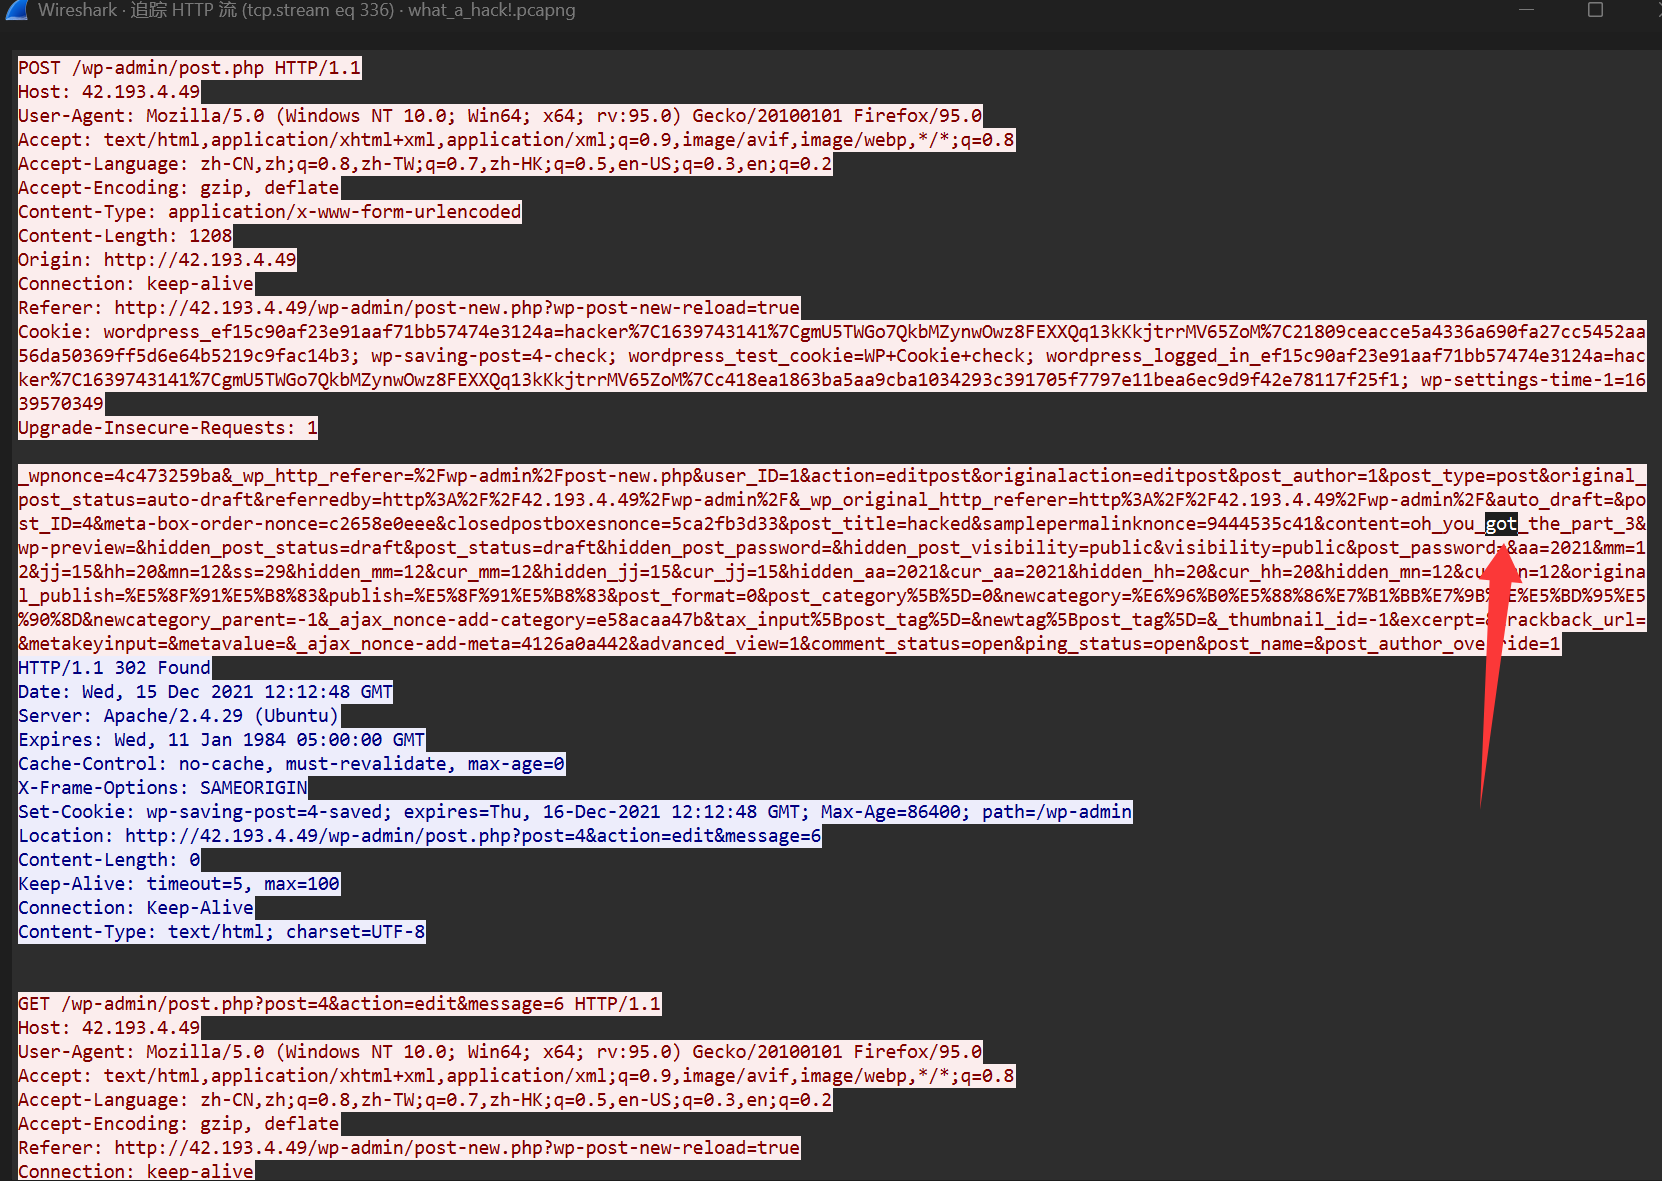 Wireshark · 追踪 HTTP 流 (tcp.stream eq 336) · what_a_hack!.pcapng
POST /wp-admin/post.php HTTP/1.1
Host: 42.193.4.49
User-Agent: Mozilla/5.0 (Windows NT 10.0; Win64; x64; rv:95.0) Gecko/20100101 Firefox/95.0
Accept: text/html,application/xhtml+xml,application/xml;q=0.9,image/avif,image/webp,*/*;q=0.8
Accept-Language: zh-CN,zh;q=0.8,zh-TW;q=0.7,zh-HK;q=0.5,en-US;q=0.3,en;q=0.2
Accept-Encoding: gzip, deflate
Content-Type: application/x-www-form-urlencoded
Content-Length: 1208
Origin: http://42.193.4.49
Connection: keep-alive
Referer: http://42.193.4.49/wp-admin/post-new.php?wp-post-new-reload=true
Cookie: wordpress_ef15c90af23e91aaf71bb57474e3124a=hacker%7C1639743141%7CgmU5TWGo7QkbMZynwOwz8FEXXQq13kKkjtrrMV65ZoM%7C21809ceacce5a4336a690fa27cc5452aa
56da50369ff5d6e64b5219c9fac14b3; wp-saving-post=4-check; wordpress_test_cookie=WP+Cookie+check; wordpress_logged_in_ef15c90af23e91aaf71bb57474e3124a=hac
ker%7C1639743141%7CgmU5TWGo7QkbMZynwOwz8FEXXQq13kKkjtrrMV65ZoM%7Cc418ea1863ba5aa9cba1034293c391705f7797e11bea6ec9d9f42e78117f25f1; wp-settings-time-1=16
39570349
Upgrade-Insecure-Requests: 1
_wpnonce=4c473259ba&_wp_http_referer=%2Fwp-admin%2Fpost-new.php&user_ID=1&action=editpost&originalaction=editpost&post_author=1&post_type=post&original_
post_status=auto-draft&referredby=http%3A%2F%2F42.193.4.49%2Fwp-admin%2F&_wp_original_http_referer=http%3A%2F%2F42.193.4.49%2Fwp-admin%2F&auto_draft=&po
st_ID=4&meta-box-order-nonce=c2658e0eee&closedpostboxesnonce=5ca2fb3d33&post_title=hacked&samplepermalinknonce=9444535c41&content=oh_you_got_the_part_3&
wp-preview=&hidden_post_status=draft&post_status=draft&hidden_post_password=&hidden_post_visibility=public&visibility=public&post_password=&aa=2021&mm=1
2&jj=15&hh=20&mn=12&ss=29&hidden_mm=12&cur_mm=12&hidden_jj=15&cur_jj=15&hidden_aa=2021&cur_aa=2021&hidden_hh=20&cur_hh=20&hidden_mn=12&cu n=12&origina
l_publish=%E5%8F%91%E5%B8%83&publish=%E5%8F%91%E5%B8%83&post_format=0&post_category%5B%5D=0&newcategory=%E6%96%B0%E5%88%86%E7%B1%BB%E7%9B E%E5%BD%95%E5
%90%8D&newcategory_parent=-1&_ajax_nonce-add-category=e58acaa47b&tax_input%5Bpost_tag%5D=&newtag%5Bpost_tag%5D=&_thumbnail_id=-1&excerpt=& rackback_url=
&metakeyinput=&metavalue=&_ajax_nonce-add-meta=4126a0a442&advanced_view=1&comment_status=open&ping_status=open&post_name=&post_author_ove ide=1
HTTP/1.1 302 Found
Date: Wed, 15 Dec 2021 12:12:48 GMT
Server: Apache/2.4.29 (Ubuntu)
Expires: Wed, 11 Jan 1984 05:00:00 GMT
Cache-Control: no-cache, must-revalidate, max-age=0
X-Frame-Options: SAMEORIGIN
Set-Cookie: wp-saving-post=4-saved; expires=Thu, 16-Dec-2021 12:12:48 GMT; Max-Age=86400; path=/wp-admin
Location: http://42.193.4.49/wp-admin/post.php?post=4&action=edit&message=6
Content-Length: 0
Keep-Alive: timeout=5, max=100
Connection: Keep-Alive
Content-Type: text/html; charset=UTF-8
GET /wp-admin/post.php?post=4&action=edit&message=6 HTTP/1.1
Host: 42.193.4.49
User-Agent: Mozilla/5.0 (Windows NT 10.0; Win64; x64; rv:95.0) Gecko/20100101 Firefox/95.0
Accept: text/html,application/xhtml+xml,application/xml;q=0.9,image/avif,image/webp,*/*;q=0.8
Accept-Language: zh-CN,zh;q=0.8,zh-TW;q=0.7,zh-HK;q=0.5,en-US;q=0.3,en;q=0.2
Accept-Encoding: gzip, deflate
Referer: http://42.193.4.49/wp-admin/post-new.php?wp-post-new-reload=true
Connection: keep-alive